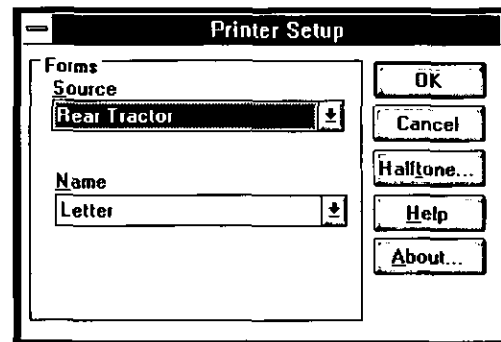 Printer Setup
Forms
Source
Rear Tractor
Name
Letter
OK
Cancel
Halftone...
Help
About...